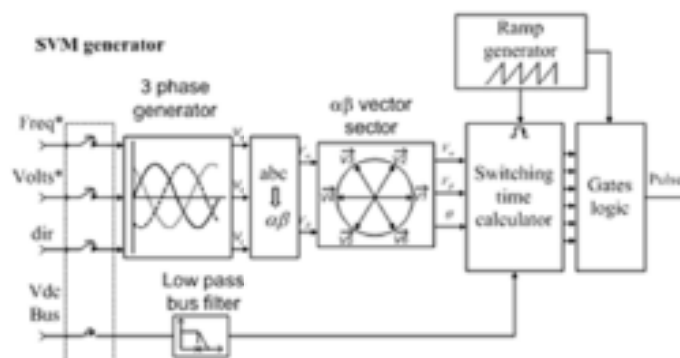 SVM generator
Ramp
generator
3 phase
generator
αβ vector
sector
Freq*
Volts*
dir
Vdc
Bus
abc
αβ
Switching
time
calculator
Gates
logic
Pulse
Low pass
bus filter